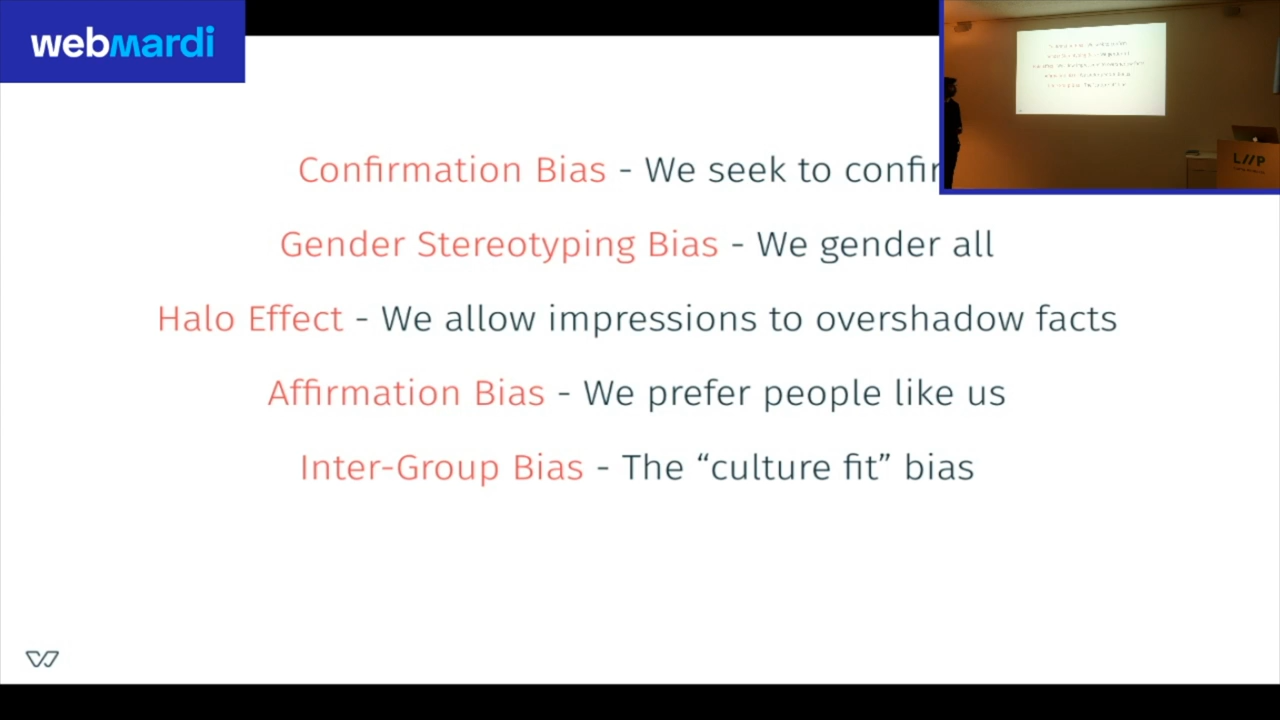 webmardi
Confirmation Bias - We seek to
Gender Stereotyping Bias - We gender all
Halo Effect - We allow impressions to overshadow facts
Affirmation Bias - We prefer people like us
Inter-Group Bias - The “culture fit” bias
LIIP